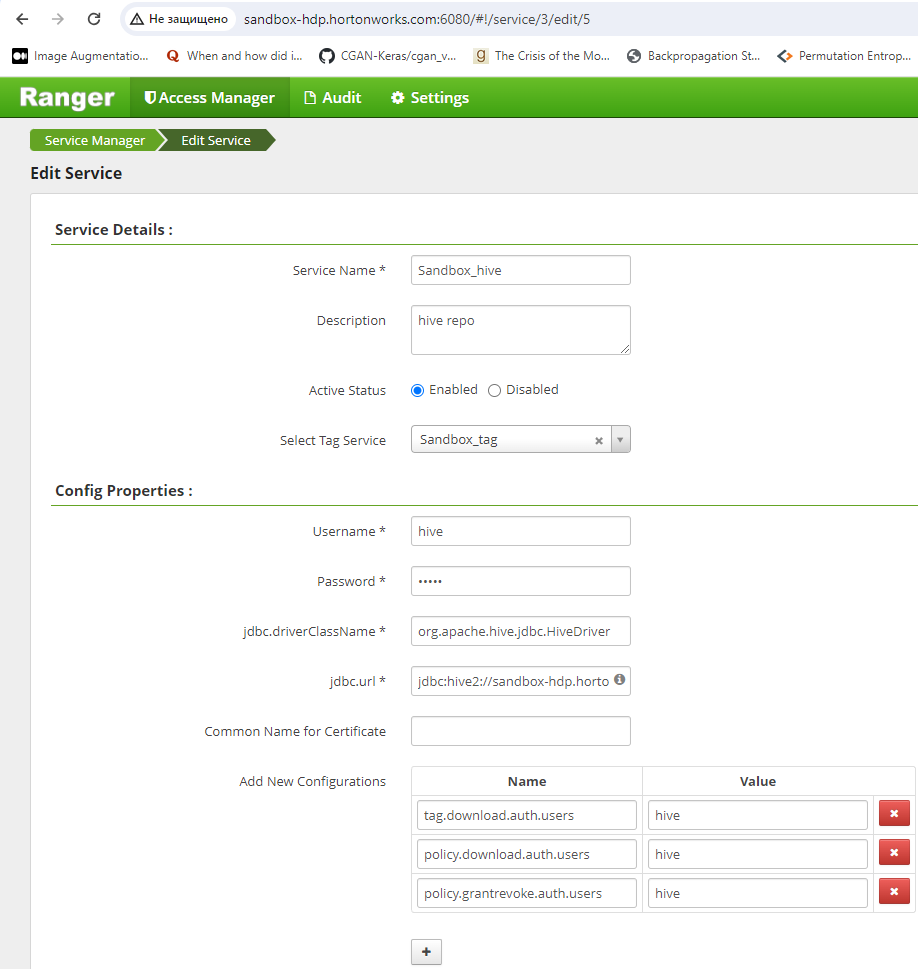 Не защищено sandbox-hdp.hortonworks.com:6080/#!/service/3/edit/5
Image Augmentatio... When and how did i... CGAN-Keras/cgan_v... The Crisis of the Mo... Backpropagation St... Permutation Entrop...
Ranger Access Manager Audit Settings
Service Manager Edit Service
Edit Service
Service Details :
Service Name * Sandbox_hive
Description hive repo
Active Status Enabled Disabled
Select Tag Service Sandbox_tag
Config Properties :
Username * hive
Password * •••••
jdbc.driverClassName * org.apache.hive.jdbc.HiveDriver
jdbc.url * jdbc:hive2://sandbox-hdp.horto
Common Name for Certificate
Add New Configurations Name Value
tag.download.auth.users hive
policy.download.auth.users hive
policy.grantrevoke.auth.users hive
+